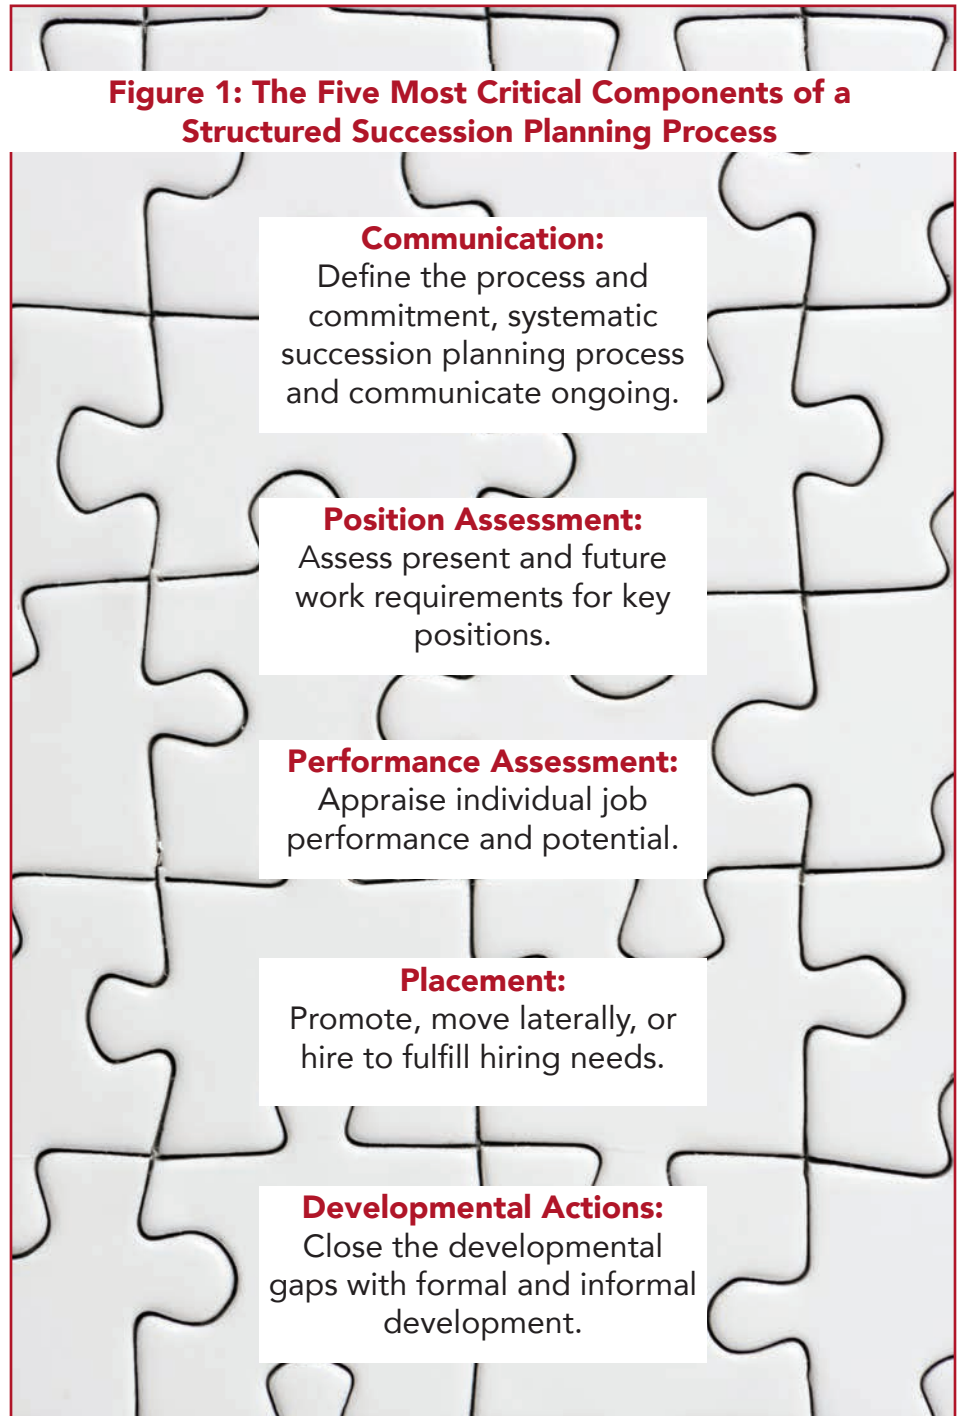 Figure 1: The Five Most Critical Components of a
Structured Succession Planning Process
Communication:
Define the process and
commitment, systematic
succession planning process
and communicate ongoing.
Position Assessment:
Assess present and future
work requirements for key
positions.
Performance Assessment:
Appraise individual job
performance and potential.
Placement:
Promote, move laterally, or
hire to fulfill hiring needs.
Developmental Actions:
Close the developmental
gaps with formal and informal
development.